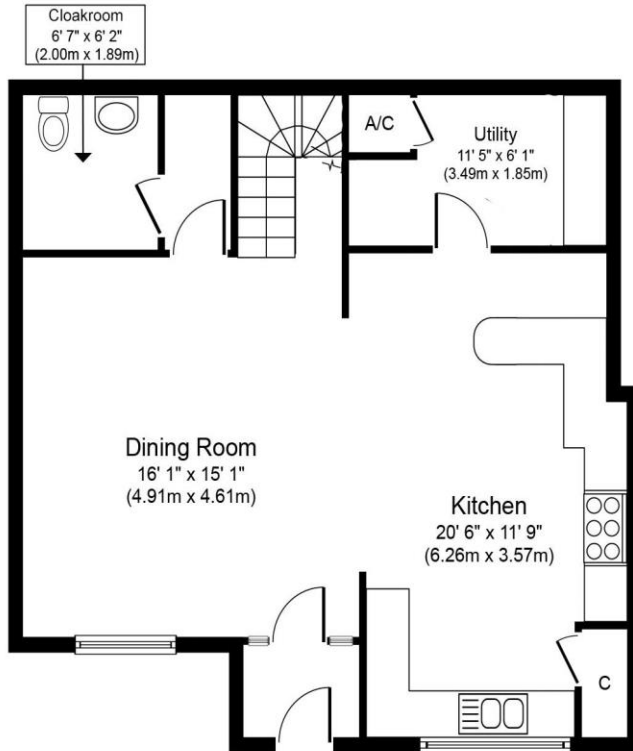 Cloakroom
6' 7" x 6' 2"
(2.00m x 1.89m)
A/C
Utility
11' 5" x 6' 1"
(3.49m x 1.85m)
Dining Room
16' 1" x 15' 1"
(4.91m x 4.61m)
Kitchen
20' 6" x 11' 9"
(6.26m x 3.57m)
C